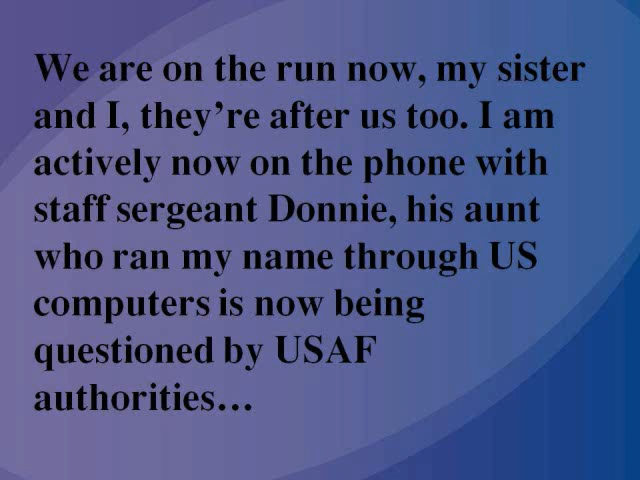 We are on the run now, my sister
and I, they’re after us too. I am
actively now on the phone with
staff sergeant Donnie, his aunt
who ran my name through US
computers is now being
questioned by USAF
authorities…